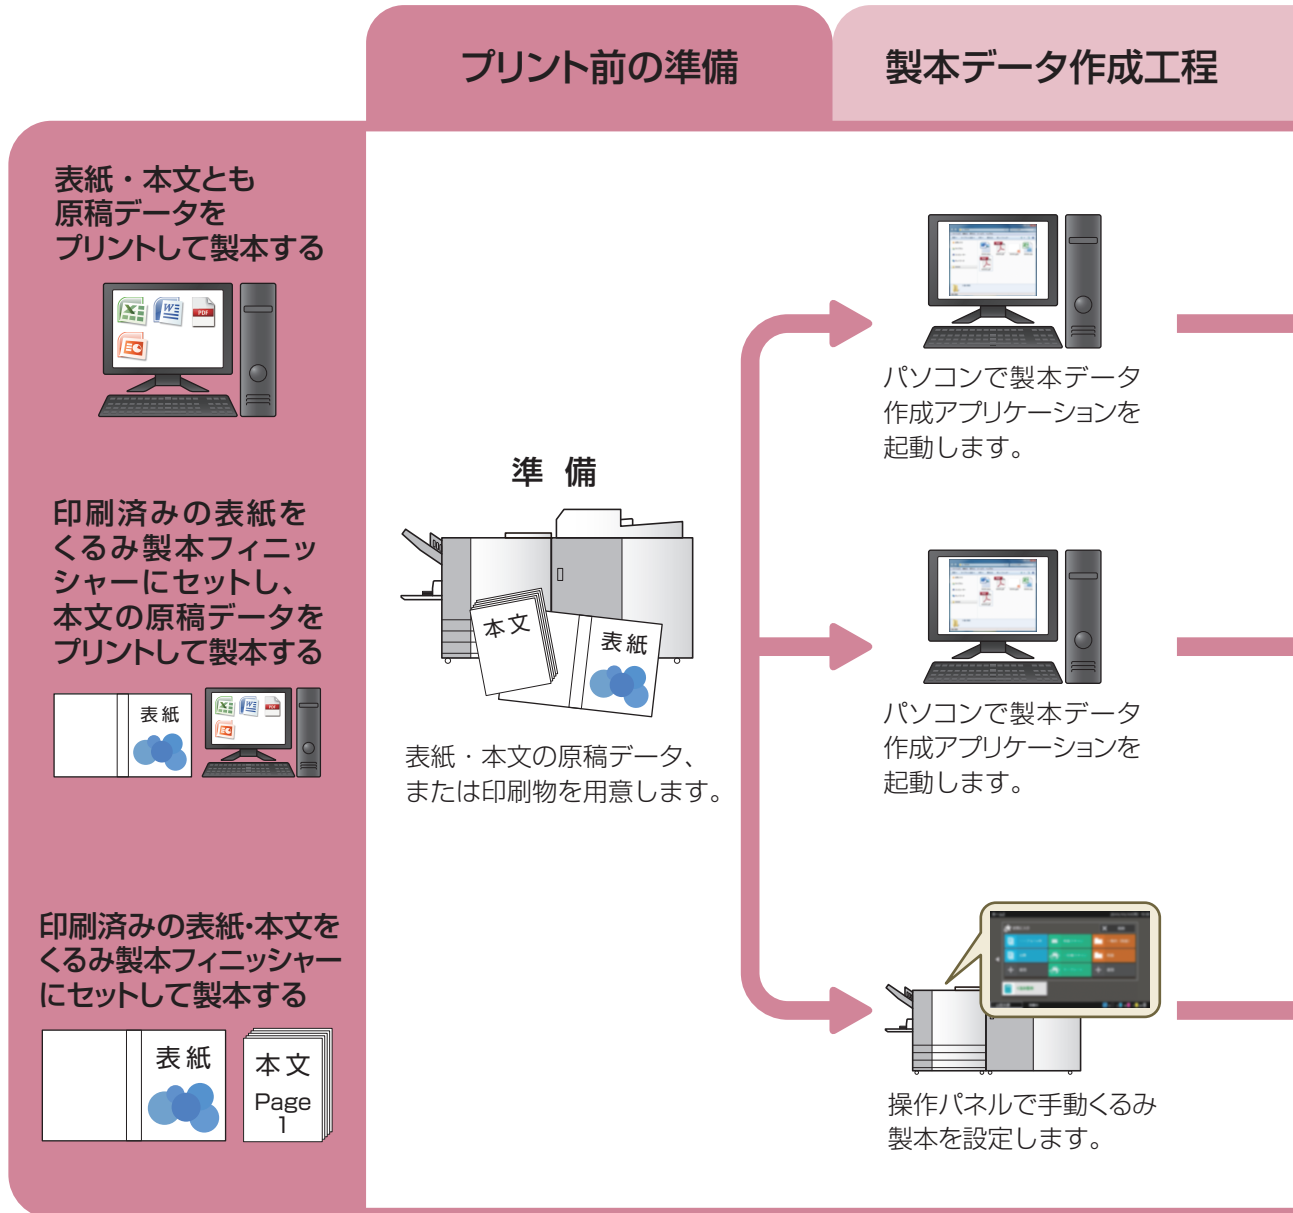 プリント前の準備
製本データ作成工程
表紙・本文とも
原稿データを
プリントして製本する
PDF
パソコンで製本データ
作成アプリケーションを
起動します。
準 備
本文
表紙
表紙・本文の原稿データ、
または印刷物を用意します。
印刷済みの表紙を
くるみ製本フィニッ
シャーにセットし、
本文の原稿データを
プリントして製本する
表紙
PDF
パソコンで製本データ
作成アプリケーションを
起動します。
印刷済みの表紙・本文を
くるみ製本フィニッシャー
にセットして製本する
表紙
本文
Page
1
操作パネルで手動くるみ
製本を設定します。